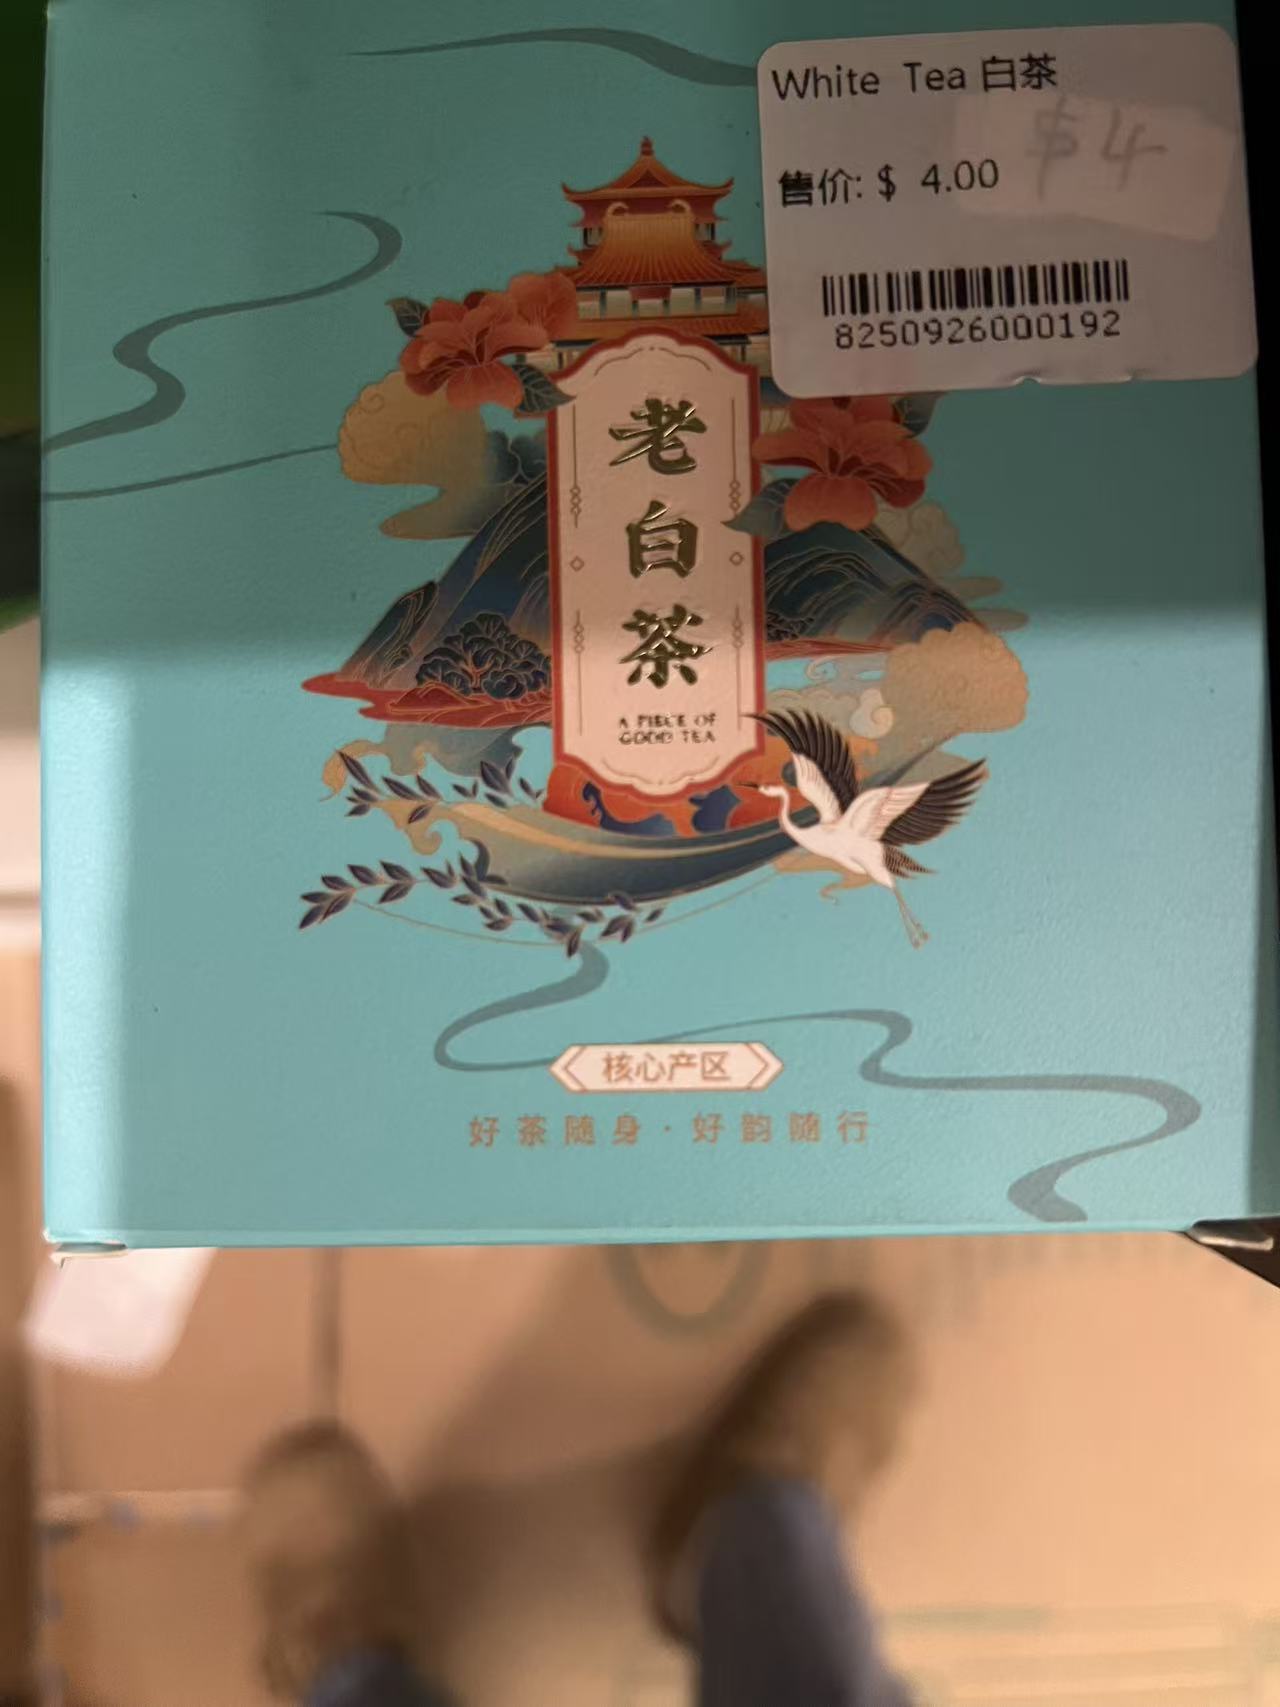 White Tea 白茶
$4
售价: $ 4.00
8250926000192
老白茶
A PIECE OF
GOOD TEA
核心产区
好茶随身·好韵随行